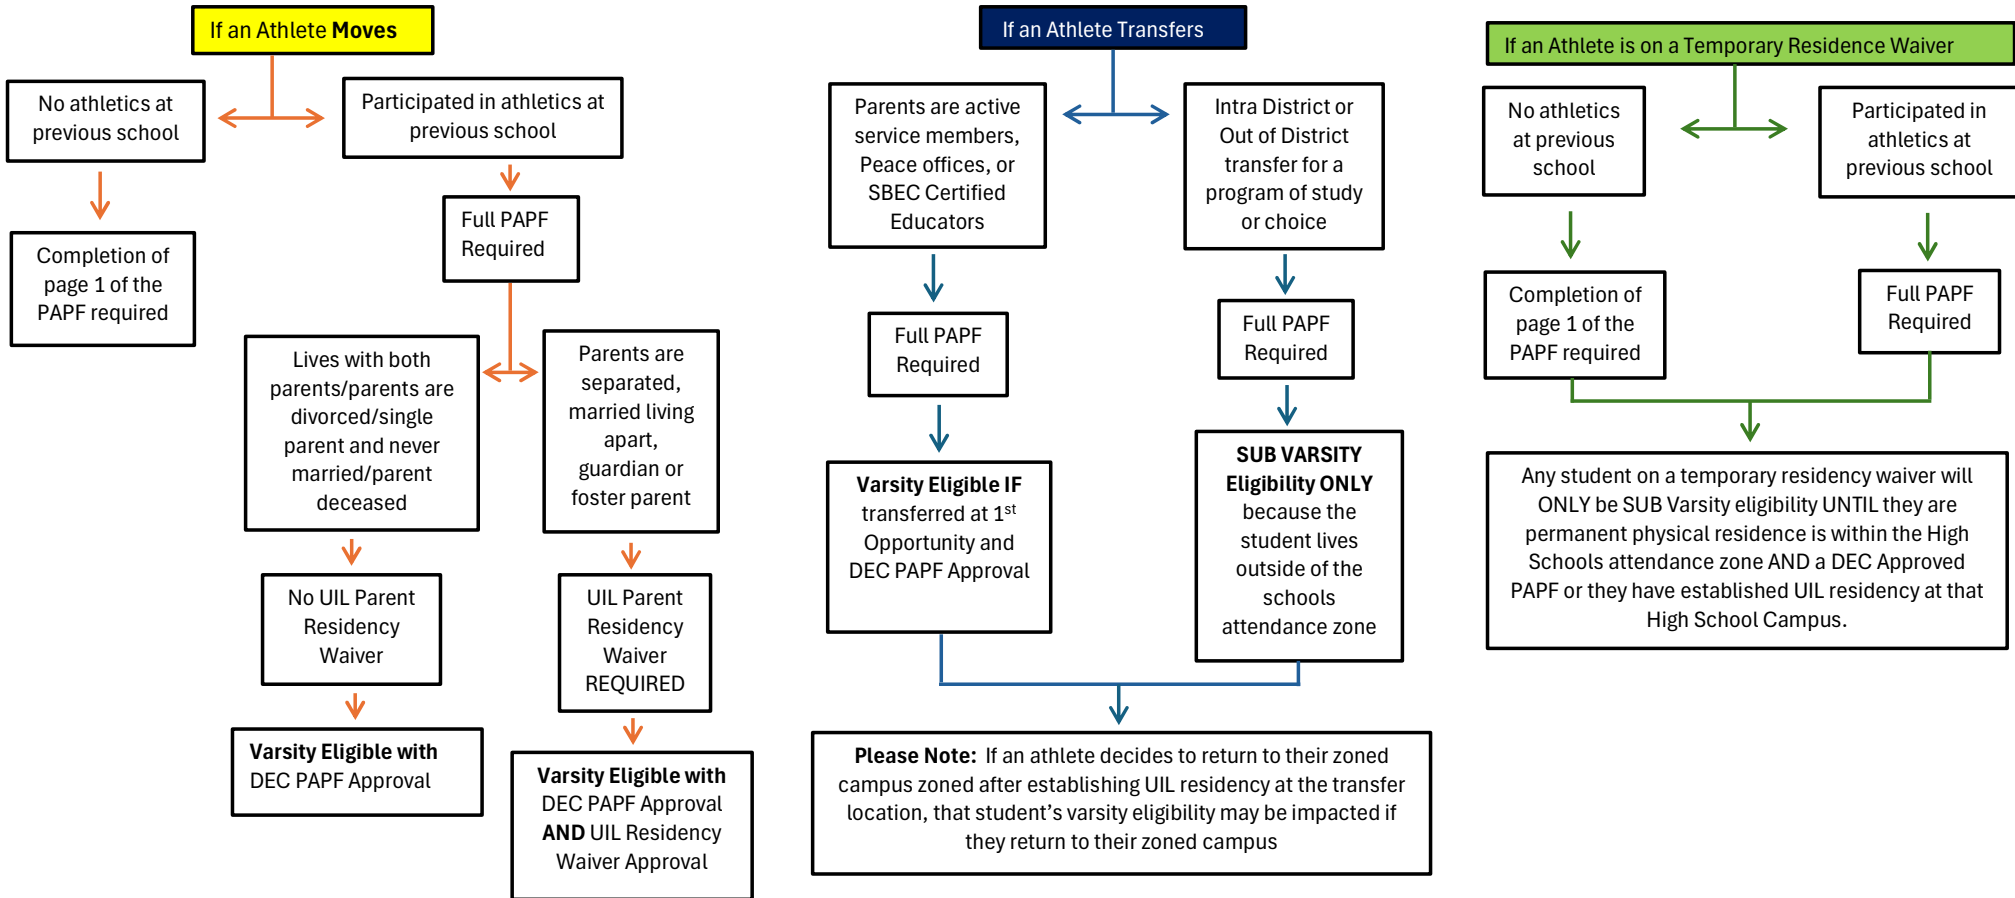 If an Athlete Moves
No athletics at
previous school
Participated in athletics at
previous school
Completion of
page 1 of the
PAPF required
Full PAPF
Required
Lives with both
parents/parents are
divorced/single
parent and never
married/parent
deceased
Parents are
separated,
married living
apart,
guardian or
foster parent
No UIL Parent
Residency
Waiver
UIL Parent
Residency
Waiver
REQUIRED
Varsity Eligible with
DEC PAPF Approval
Varsity Eligible with
DEC PAPF Approval
AND UIL Residency
Waiver Approval
If an Athlete Transfers
Parents are active
service members,
Peace offices, or
SBEC Certified
Educators
Intra District or
Out of District
transfer for a
program of study
or choice
Full PAPF
Required
Full PAPF
Required
Varsity Eligible IF
transferred at 1st
Opportunity and
DEC PAPF Approval
SUB VARSITY
Eligibility ONLY
because the
student lives
outside of the
schools
attendance zone
Please Note: If an athlete decides to return to their zoned
campus zoned after establishing UIL residency at the transfer
location, that student’s varsity eligibility may be impacted if
they return to their zoned campus
If an Athlete is on a Temporary Residence Waiver
No athletics
at previous
school
Participated in
athletics at
previous school
Completion of
page 1 of the
PAPF required
Full PAPF
Required
Any student on a temporary residency waiver will
ONLY be SUB Varsity eligibility UNTIL they are
permanent physical residence is within the High
Schools attendance zone AND a DEC Approved
PAPF or they have established UIL residency at that
High School Campus.